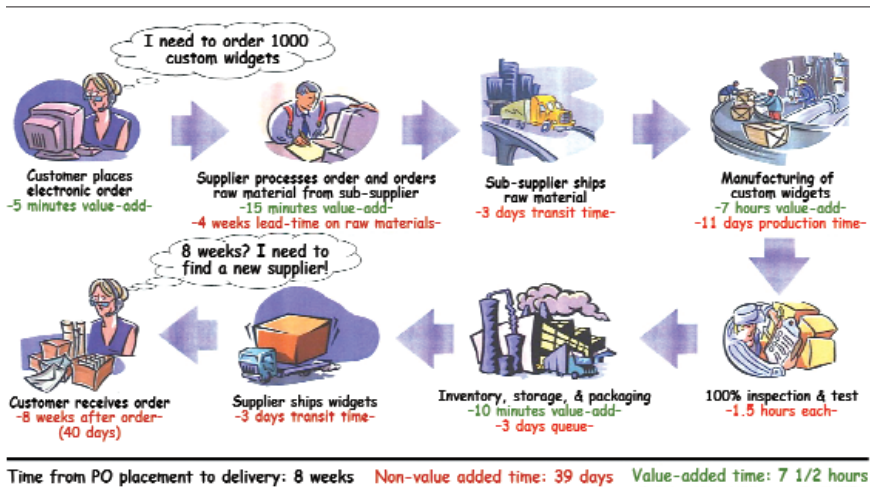 I need to order 1000
custom widgets
Customer places
electronic order
-5 minutes value-add-
Supplier processes order and orders
raw material from sub-supplier
-15 minutes value-add-
-4 weeks lead-time on raw materials-
Sub-supplier ships
raw material
-3 days transit time-
Manufacturing of
custom widgets
-7 hours value-add-
-11 days production time-
8 weeks? I need to
find a new supplier!
Customer receives order
-8 weeks after order-
(40 days)
Supplier ships widgets
-3 days transit time-
Inventory, storage, & packaging
-10 minutes value-add-
-3 days queue-
100% inspection & test
-1.5 hours each-
Time from PO placement to delivery: 8 weeks Non-value added time: 39 days Value-added time: 7 1/2 hours